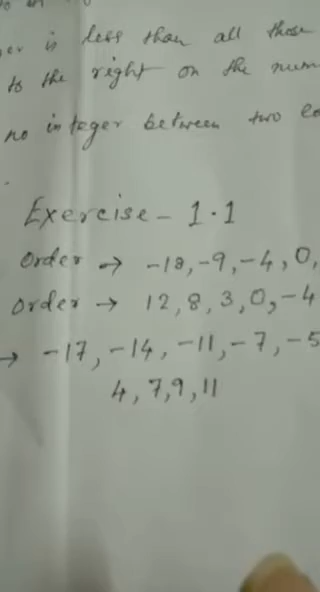 er is less than all those
to the right on the num
no integer between two
Exercise - 1.1
Order → -18, -9, -4, 0,
Order → 12, 8, 3, 0, -4
→ -17, -14, -11, -7, -5
4, 7, 9, 11